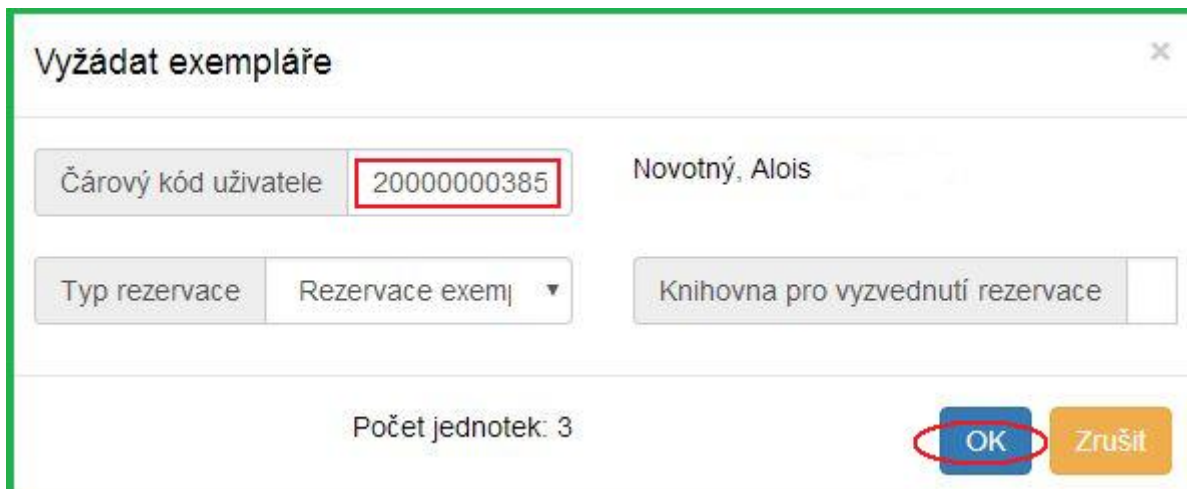 Vyžádat exempláře ×
Čárový kód uživatele 20000000385 Novotný, Alois
Typ rezervace Rezervace exemp Knihovna pro vyzvednutí rezervace
Počet jednotek: 3 OK Zrušit